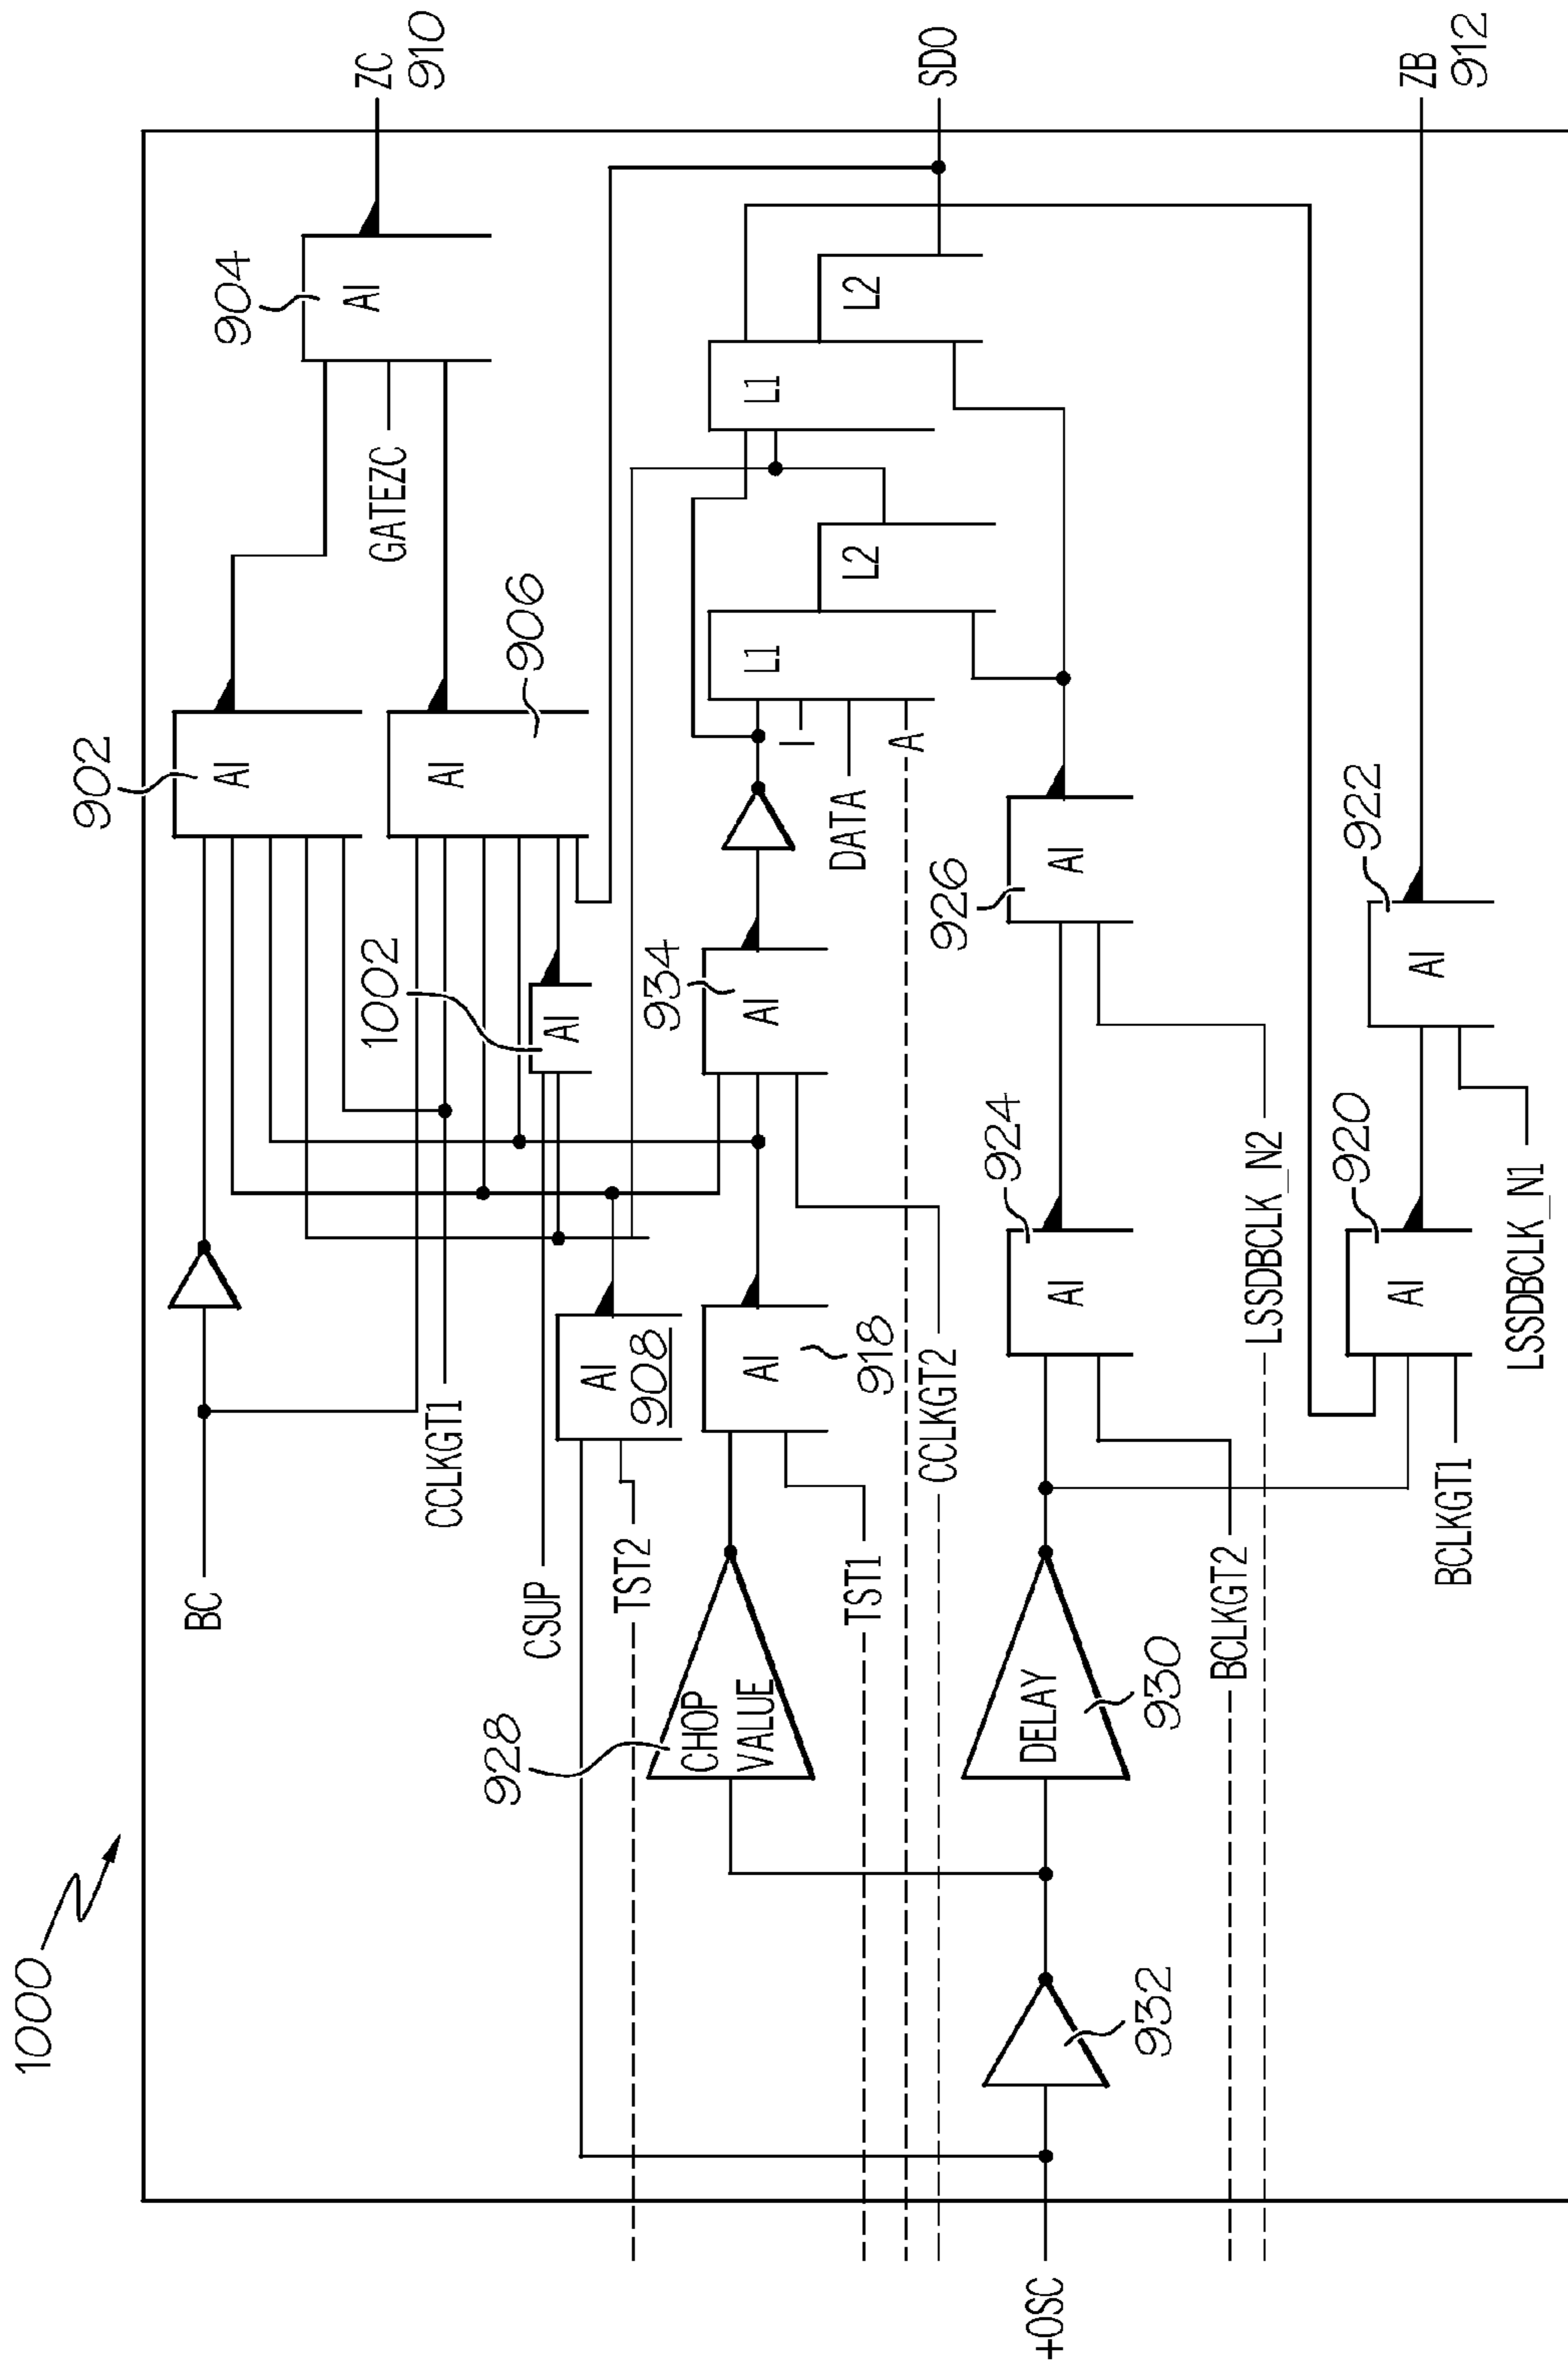 1000
902
904
ZC
910
AI
AI
GATEZC
906
AI
BC
CCLKGT1
1002
AI
CSUP
TST2
AI
908
928
CHOP
VALUE
AI
918
TST1
934
AI
I
DATA
A
L1
L2
L1
L2
SDO
CCLKGT2
+OSC
932
DELAY
930
924
AI
926
AI
BCLKGT2
LSSDBCLK_N2
BCLKGT1
920
AI
922
AI
LSSDBCLK_N1
ZB
912